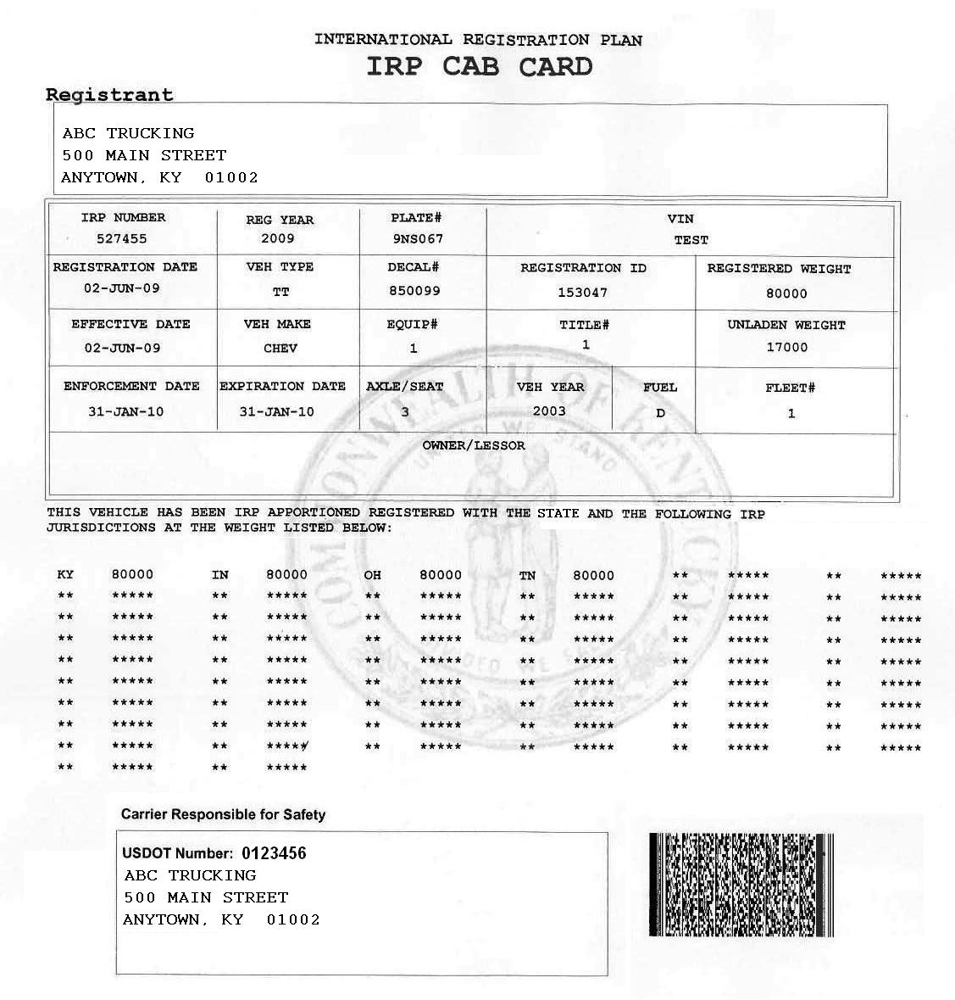 INTERNATIONAL REGISTRATION PLAN
IRP CAB CARD
Registrant
ABC TRUCKING
500 MAIN STREET
ANYTOWN, KY 01002
IRP NUMBER REG YEAR PLATE# VIN
527455 2009 9NS067 TEST
REGISTRATION DATE VEH TYPE DECAL# REGISTRATION ID REGISTERED WEIGHT
02-JUN-09 TT 850099 153047 80000
EFFECTIVE DATE VEH MAKE EQUIP# TITLE# UNLADEN WEIGHT
02-JUN-09 CHEV 1 1 17000
ENFORCEMENT DATE EXPIRATION DATE AXLE/SEAT VEH YEAR FUEL FLEET#
31-JAN-10 31-JAN-10 3 2003 D 1
OWNER/LESSOR
COMMONWEALTH OF KENTUCKY
UNITED WE STAND
DIVIDED WE FALL
THIS VEHICLE HAS BEEN IRP APPORTIONED REGISTERED WITH THE STATE AND THE FOLLOWING IRP
JURISDICTIONS AT THE WEIGHT LISTED BELOW:
KY 80000 IN 80000 OH 80000 TN 80000 ** ***** ** *****
** ***** ** ***** ** ***** ** ***** ** ***** ** *****
** ***** ** ***** ** ***** ** ***** ** ***** ** *****
** ***** ** ***** ** ***** ** ***** ** ***** ** *****
** ***** ** ***** ** ***** ** ***** ** ***** ** *****
** ***** ** ***** ** ***** ** ***** ** ***** ** *****
** ***** ** ***** ** ***** ** ***** ** ***** ** *****
** ***** ** ***** ** ***** ** ***** ** ***** ** *****
** ***** ** ***** ** ***** ** ***** ** ***** ** *****
** ***** ** *****
Carrier Responsible for Safety
USDOT Number: 0123456
ABC TRUCKING
500 MAIN STREET
ANYTOWN, KY 01002